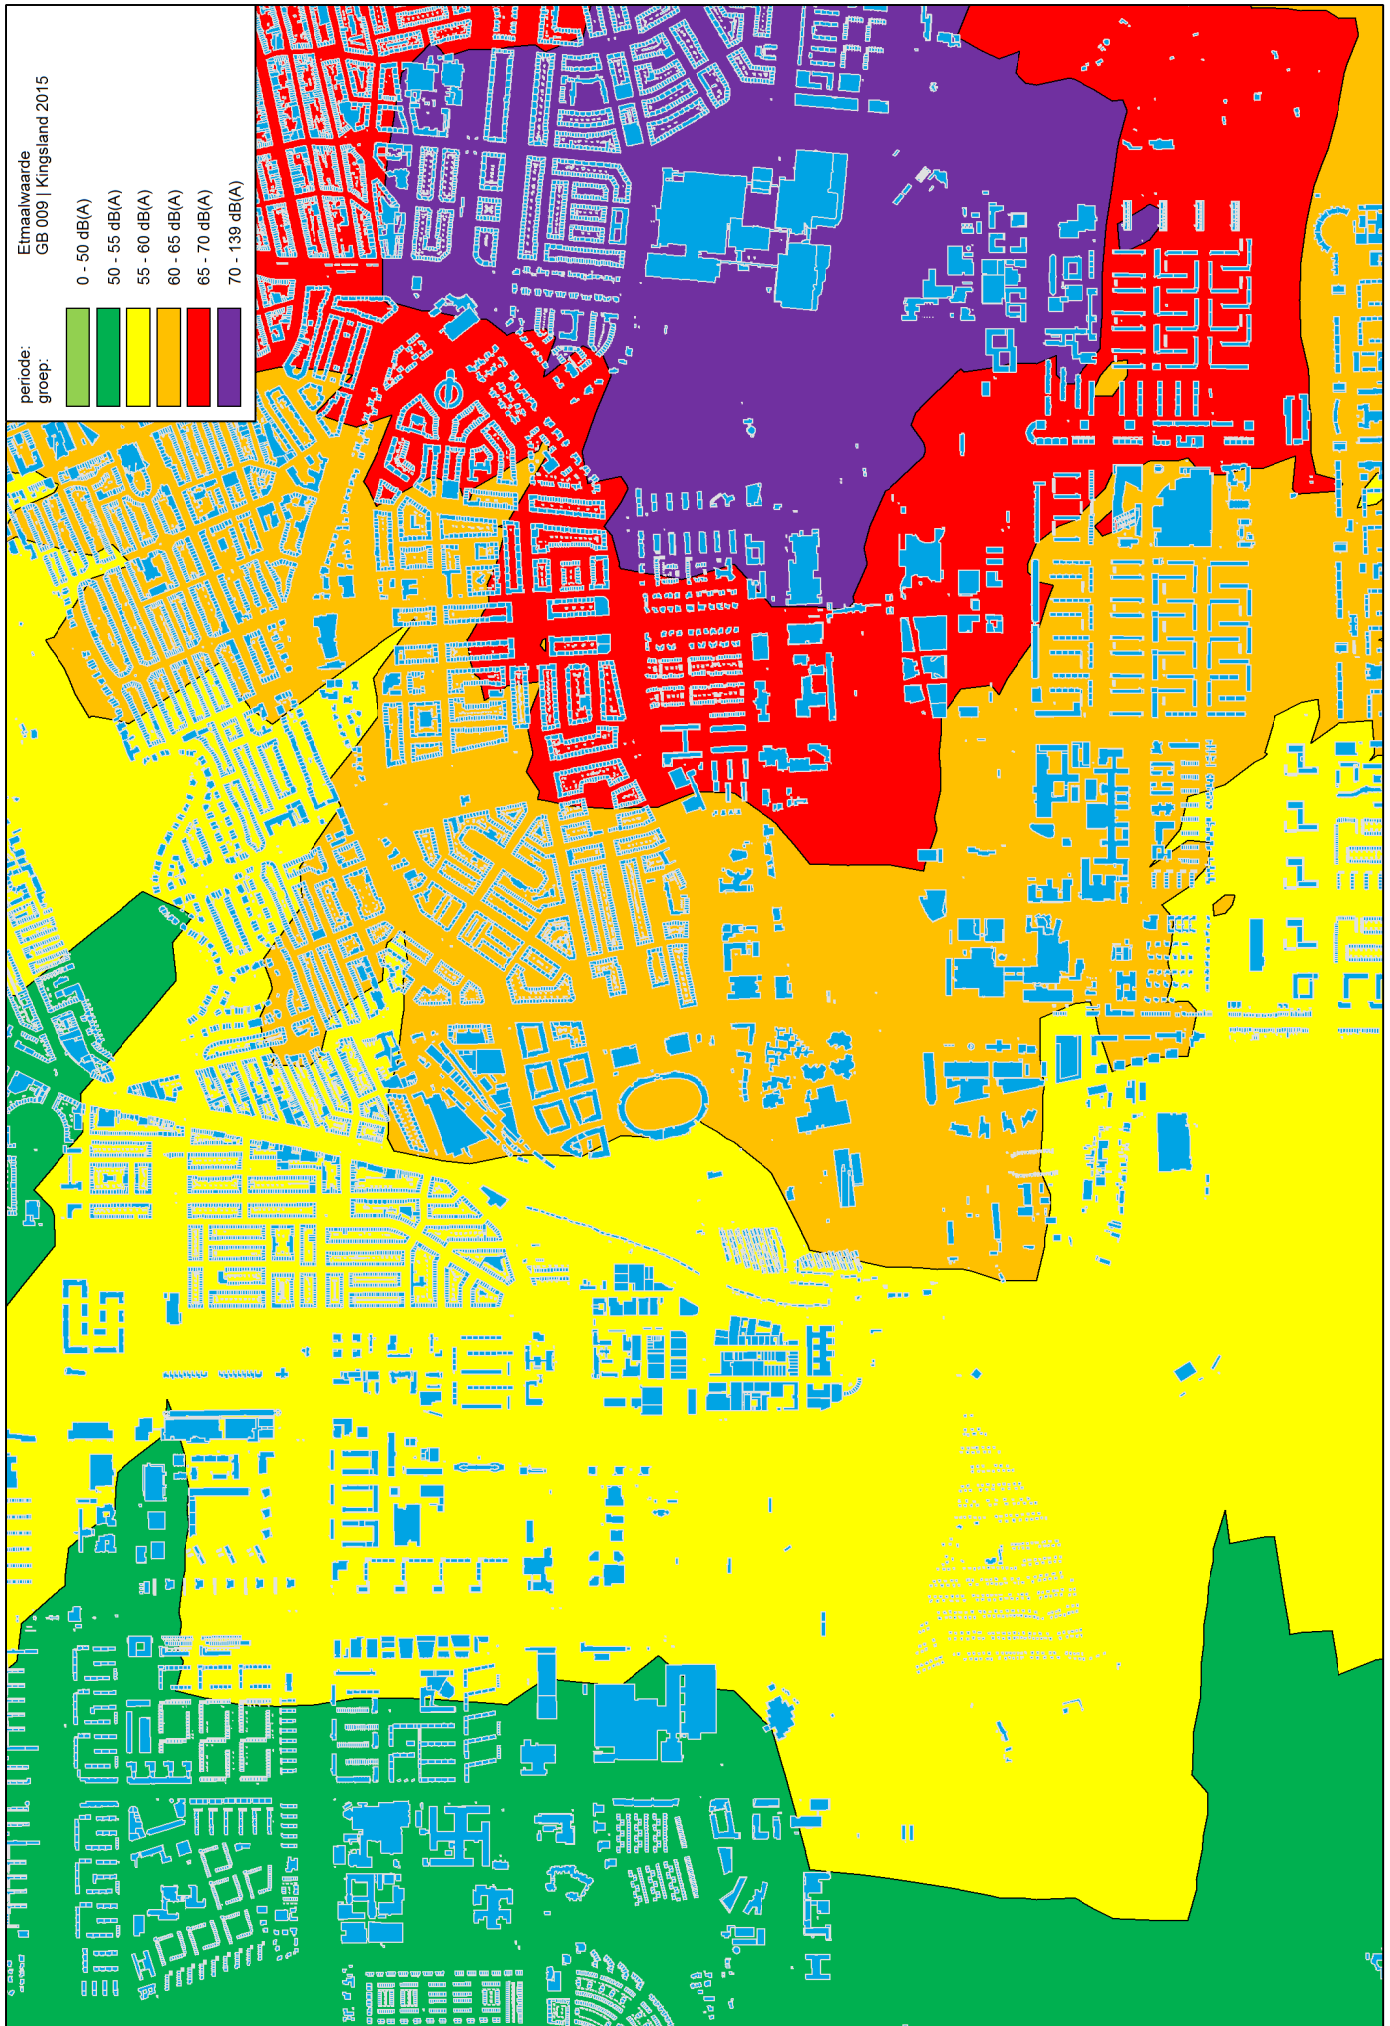 periode: Etmaalwaarde
groep: GB 009 | Kingsland 2015
0 - 50 dB(A)
50 - 55 dB(A)
55 - 60 dB(A)
60 - 65 dB(A)
65 - 70 dB(A)
70 - 139 dB(A)